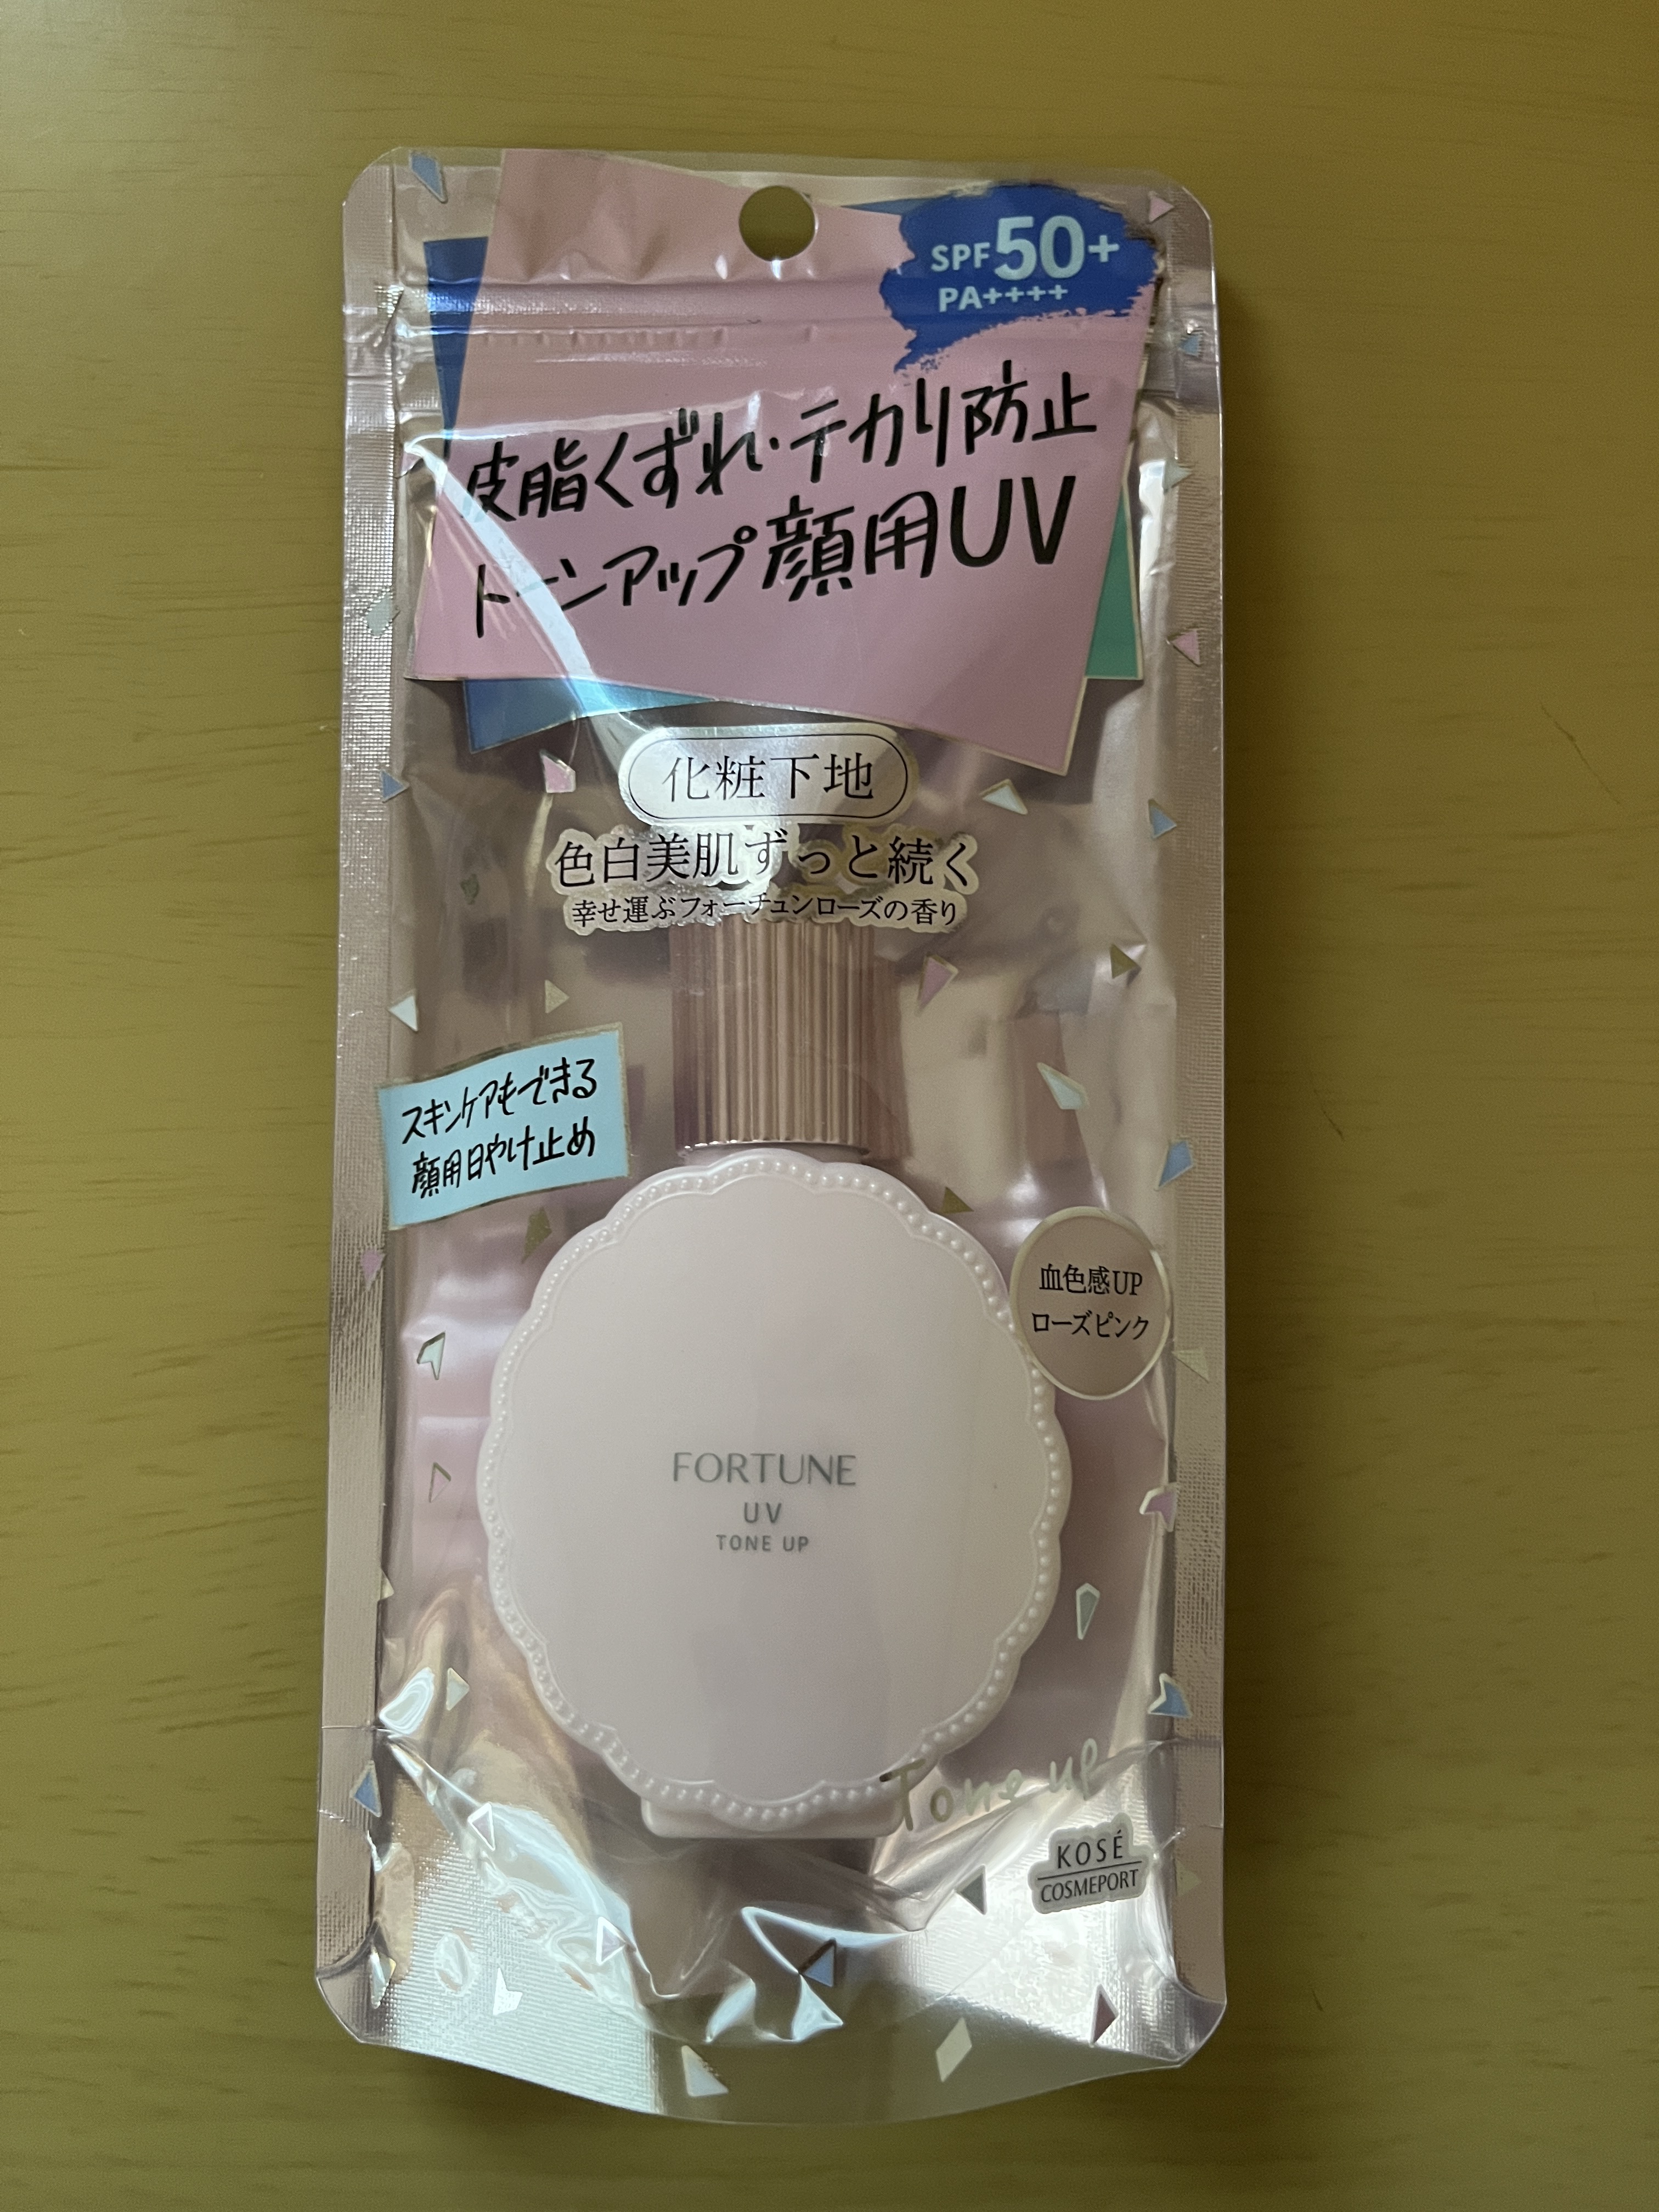 SPF50+
PA++++
皮脂くずれ・テカリ防止
トーンアップ顔用UV
化粧下地
色白美肌ずっと続く
幸せ運ぶフォーチュンローズの香り
スキンケアもできる
顔用日やけ止め
血色感UP
ローズピンク
FORTUNE
UV
TONE UP
Tone up
KOSÉ
COSMEPORT